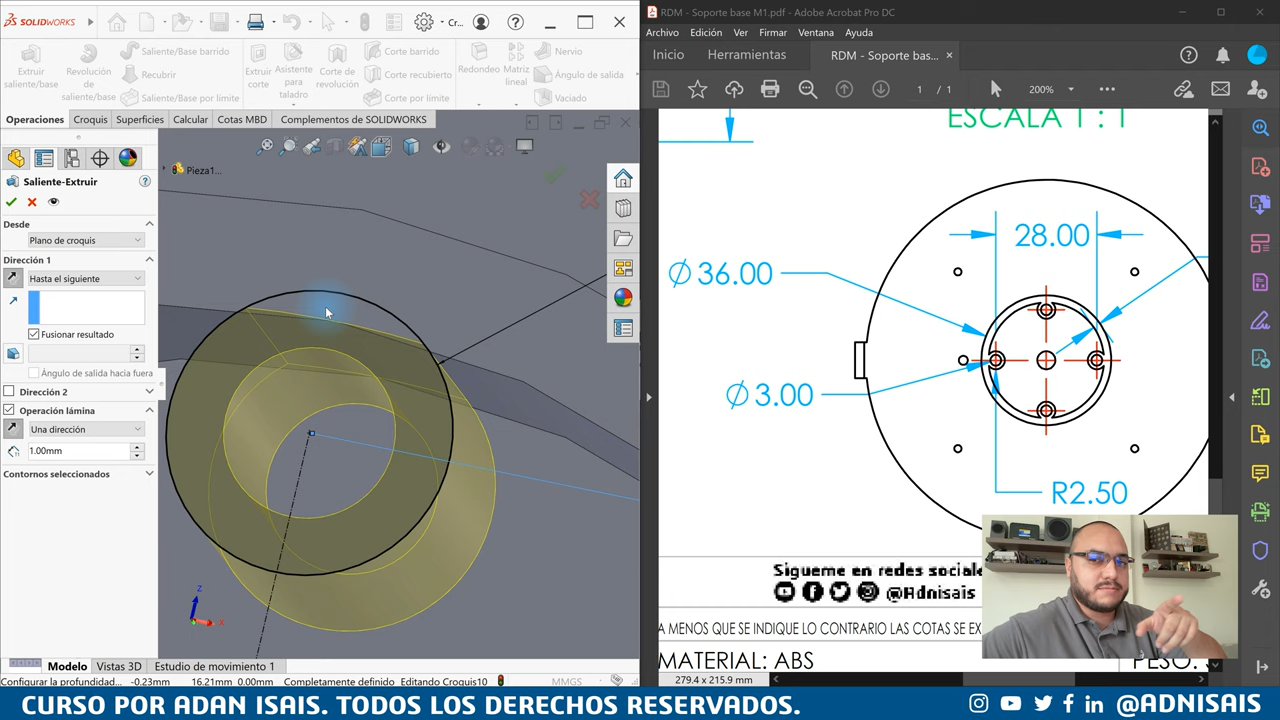 SOLIDWORKS
Cr...
Extruir saliente/base
Revolución de saliente/base
Saliente/Base barrido
Recubrir
Saliente/Base por límite
Extruir corte
Asistente para taladro
Corte de revolución
Corte barrido
Corte recubierto
Corte por límite
Redondeo
Matriz lineal
Nervio
Ángulo de salida
Vaciado
Operaciones
Croquis
Superficies
Calcular
Cotas MBD
Componentes de SOLIDWORKS
Pieza1...
Saliente-Extruir
Desde
Plano de croquis
Dirección 1
Hasta el siguiente
Fusionar resultado
Ángulo de salida hacia fuera
Dirección 2
Operación lámina
Una dirección
1.00mm
Contornos seleccionados
Z
X
Modelo
Vistas 3D
Estudio de movimiento 1
Configurar la profundidad...
-0.23mm
16.21mm 0.00mm
Completamente definido
Editando Croquis10
MMGS
RDM - Soporte base M1.pdf - Adobe Acrobat Pro DC
Archivo Edición Ver Firmar Ventana Ayuda
Inicio
Herramientas
RDM - Soporte bas...
1 / 1
200%
ESCALA 1 : 1
28.00
Ø 36.00
Ø 3.00
R2.50
Sigueme en redes sociale
@Adnisais
A MENOS QUE SE INDIQUE LO CONTRARIO LAS COTAS SE EX
MATERIAL: ABS
PESO:
279.4 x 215.9 mm
CURSO POR ADAN ISAIS. TODOS LOS DERECHOS RESERVADOS.
@ADNISAIS